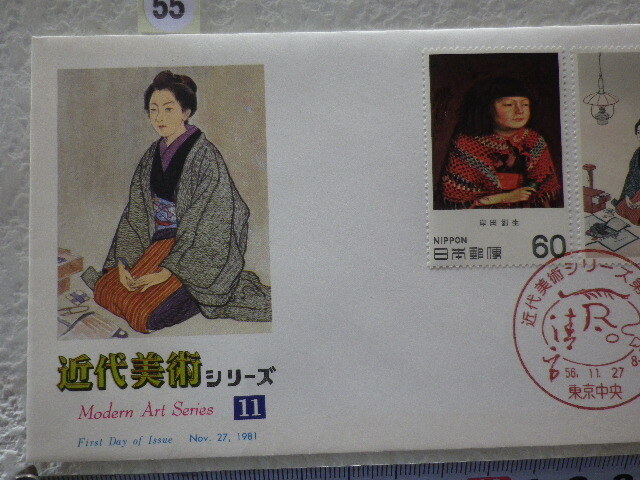 55
近代美術シリーズ
Modern Art Series 11
First Day of Issue Nov. 27, 1981
岸田劉生
NIPPON
日本郵便 60
近代美術シリーズ第
56.11.27
8-
東京中央